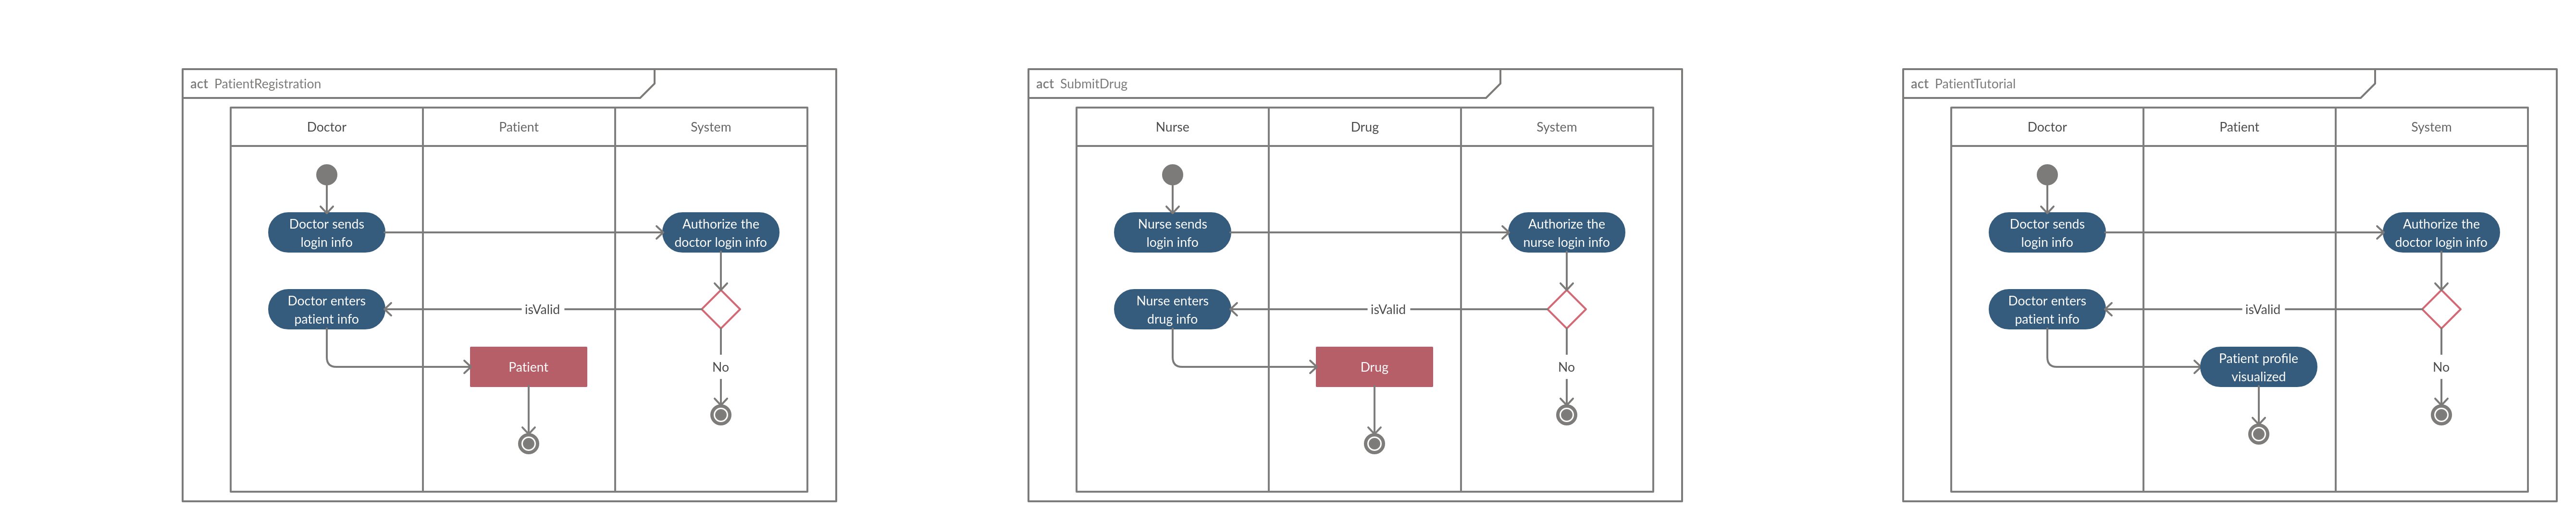 act PatientRegistration
Doctor
Patient
System
Doctor sends
login info
Authorize the
doctor login info
Doctor enters
patient info
isValid
Patient
No
act SubmitDrug
Nurse
Drug
System
Nurse sends
login info
Authorize the
nurse login info
Nurse enters
drug info
isValid
Drug
No
act PatientTutorial
Doctor
Patient
System
Doctor sends
login info
Authorize the
doctor login info
Doctor enters
patient info
isValid
Patient profile
visualized
No